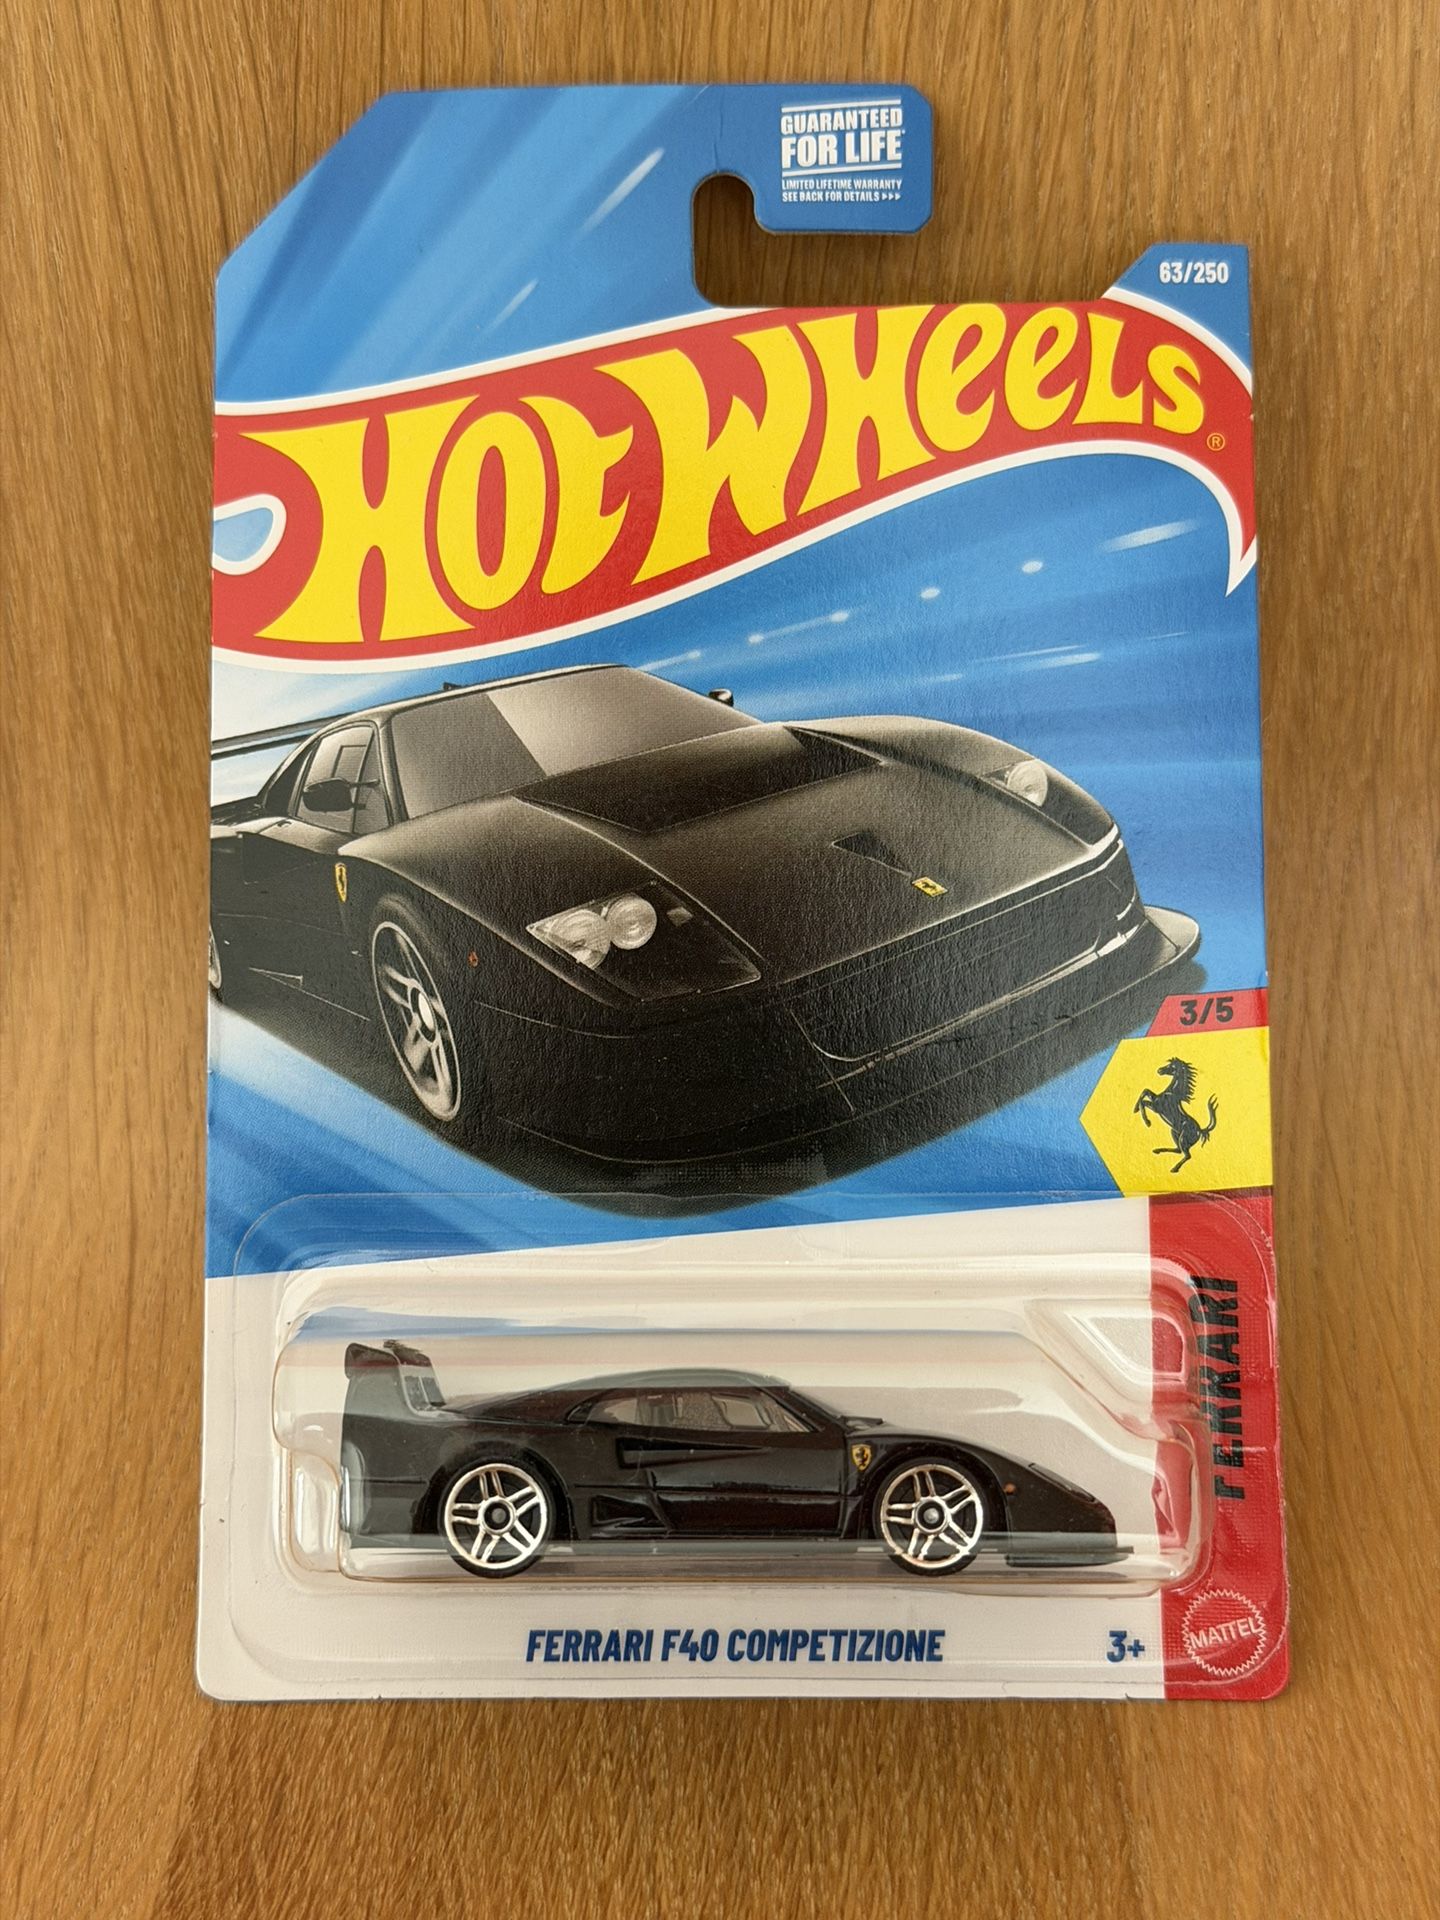 GUARANTEED
FOR LIFE
LIMITED LIFETIME WARRANTY
SEE BACK FOR DETAILS >>>
63/250
HOT WHEELS®
3/5
FERRARI
FERRARI F40 COMPETIZIONE
3+
MATTEL